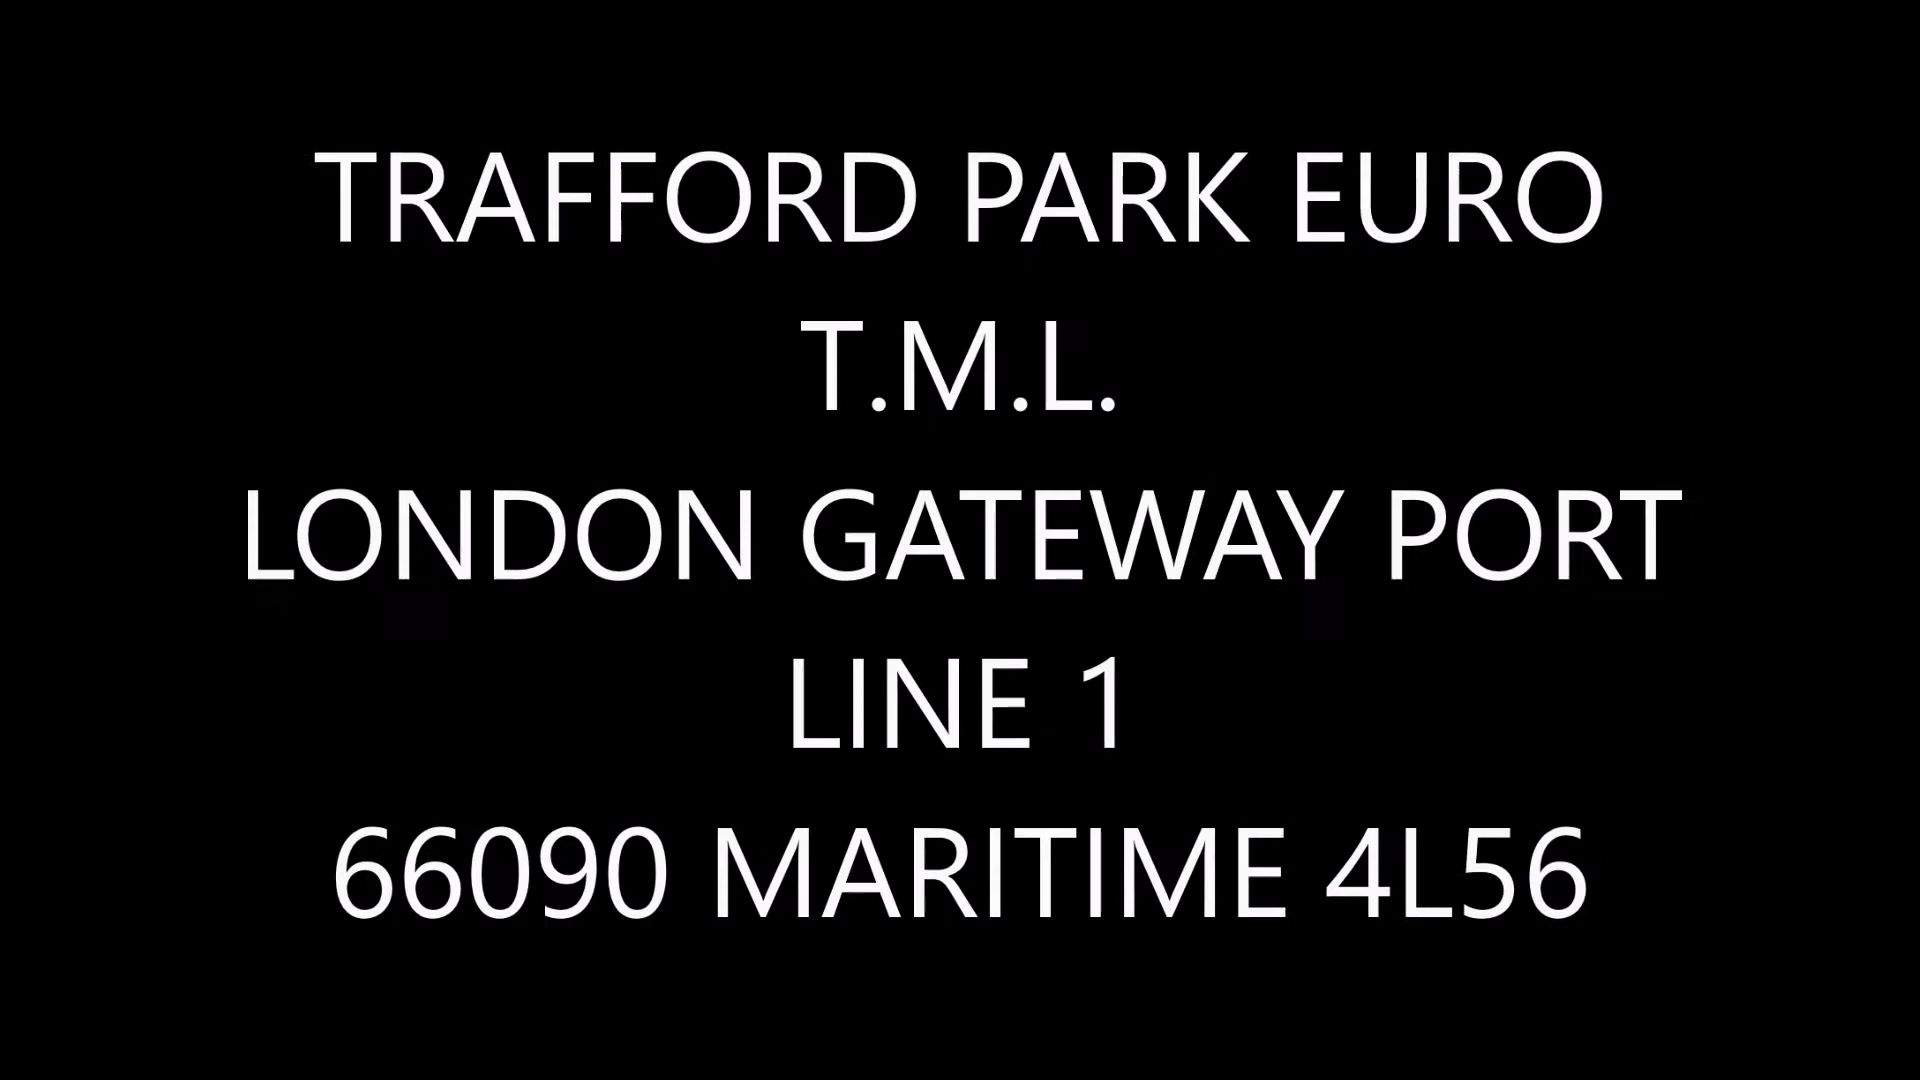 TRAFFORD PARK EURO
T.M.L.
LONDON GATEWAY PORT
LINE 1
66090 MARITIME 4L56